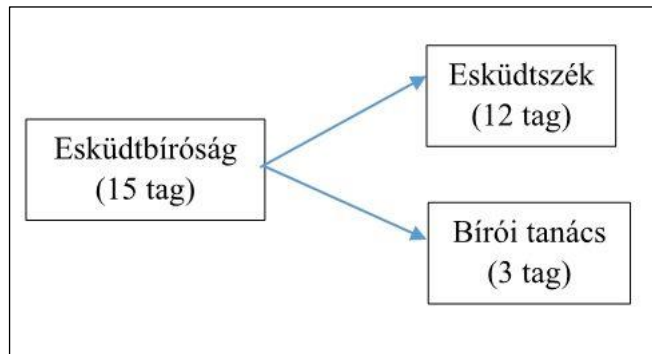 Esküdtbíróság
(15 tag)
Esküdtszék
(12 tag)
Bírói tanács
(3 tag)